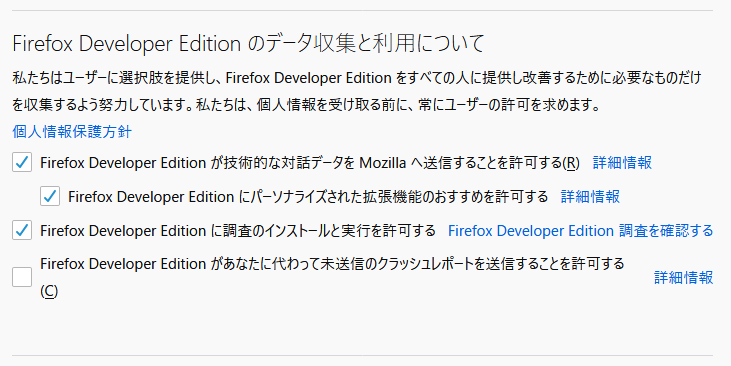 Firefox Developer Edition のデータ収集と利用について
私たちはユーザーに選択肢を提供し、Firefox Developer Edition をすべての人に提供し改善するために必要なものだけ
を収集するよう努力しています。私たちは、個人情報を受け取る前に、常にユーザーの許可を求めます。
個人情報保護方針
Firefox Developer Edition が技術的な対話データを Mozilla へ送信することを許可する(R) 詳細情報
Firefox Developer Edition にパーソナライズされた拡張機能のおすすめを許可する 詳細情報
Firefox Developer Edition に調査のインストールと実行を許可する Firefox Developer Edition 調査を確認する
Firefox Developer Edition があなたに代わって未送信のクラッシュレポートを送信することを許可する
(C) 詳細情報